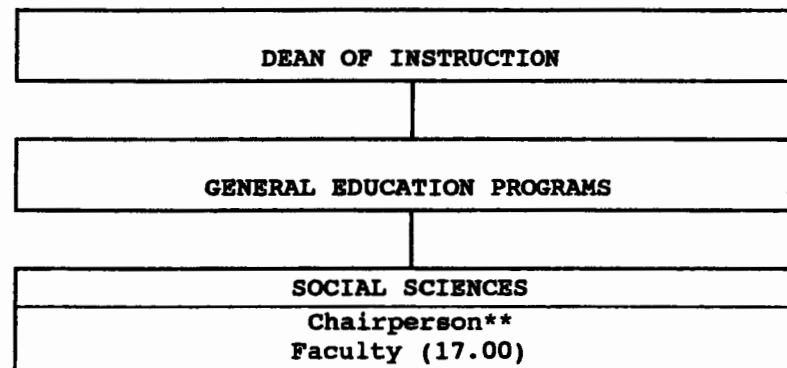 DEAN OF INSTRUCTION
GENERAL EDUCATION PROGRAMS
SOCIAL SCIENCES
Chairperson**
Faculty (17.00)